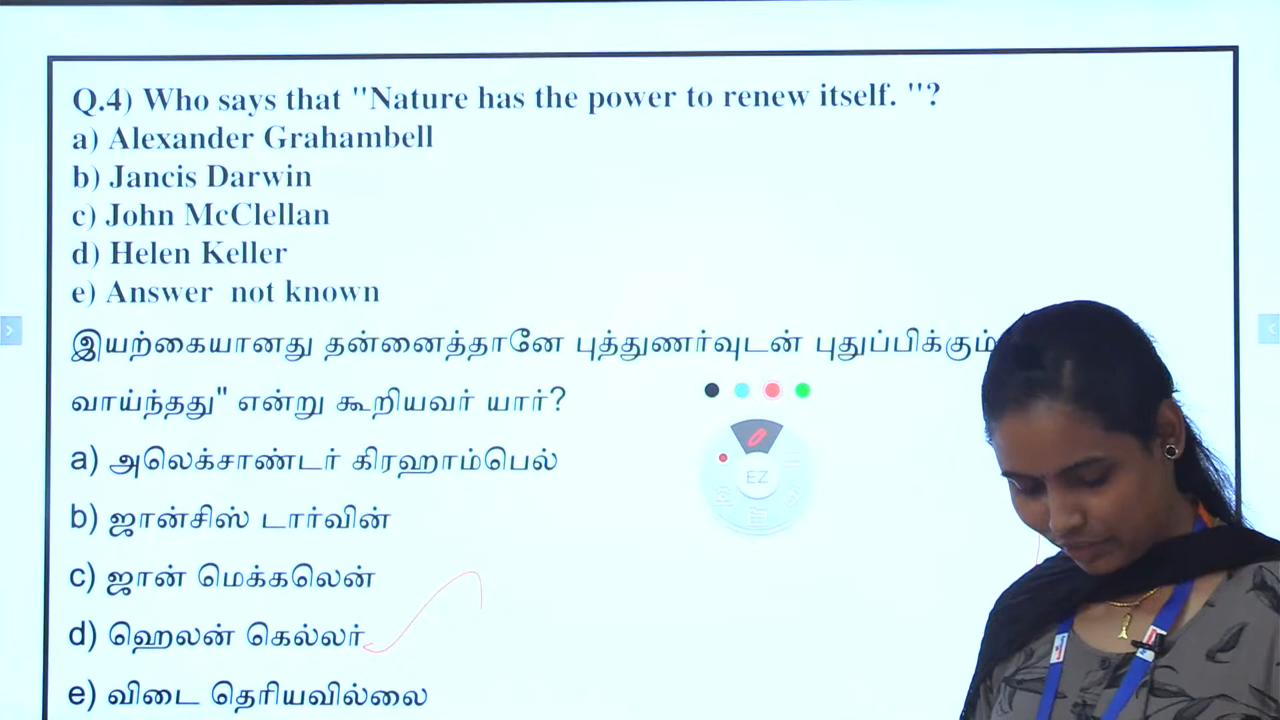 Q.4) Who says that "Nature has the power to renew itself. "?
a) Alexander Grahambell
b) Jancis Darwin
c) John McClellan
d) Helen Keller
e) Answer not known
இயற்கையானது தன்னைத்தானே புத்துணர்வுடன் புதுப்பிக்கும்
வாய்ந்தது" என்று கூறியவர் யார்?
EZ
a) அலெக்சாண்டர் கிரஹாம்பெல்
b) ஜான்சிஸ் டார்வின்
c) ஜான் மெக்கலென்
d) ஹெலன் கெல்லர்
e) விடை தெரியவில்லை